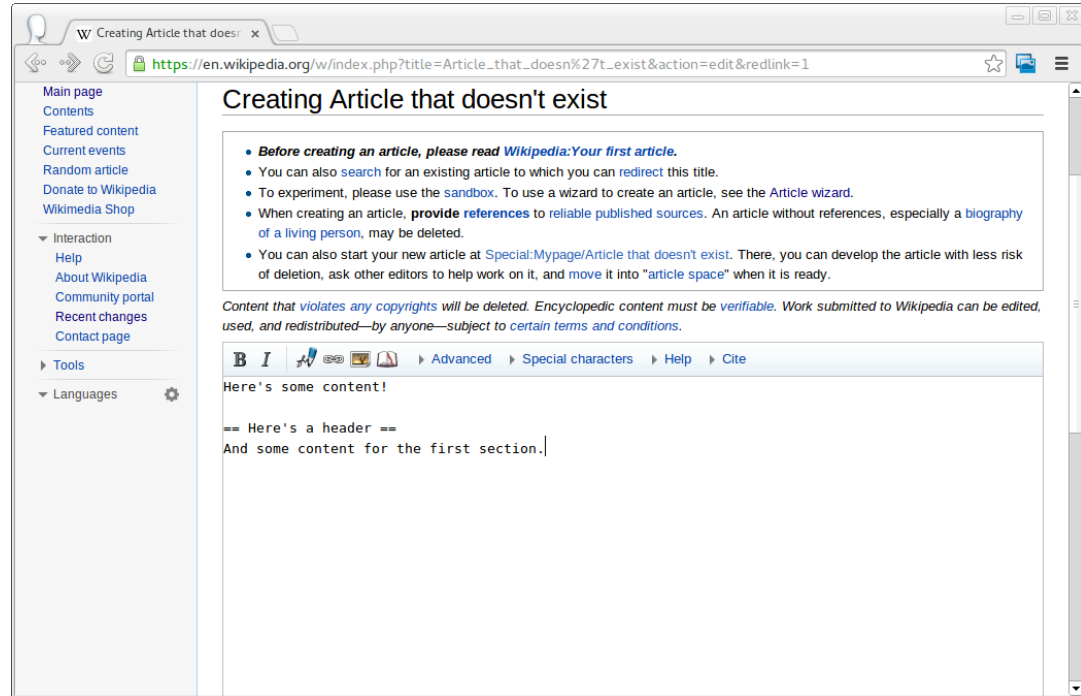 W Creating Article that doesr
https://en.wikipedia.org/w/index.php?title=Article_that_doesn%27t_exist&action=edit&redlink=1
Main page
Contents
Featured content
Current events
Random article
Donate to Wikipedia
Wikimedia Shop
Interaction
Help
About Wikipedia
Community portal
Recent changes
Contact page
Tools
Languages
Creating Article that doesn't exist
Before creating an article, please read Wikipedia:Your first article.
You can also search for an existing article to which you can redirect this title.
To experiment, please use the sandbox. To use a wizard to create an article, see the Article wizard.
When creating an article, provide references to reliable published sources. An article without references, especially a biography
of a living person, may be deleted.
You can also start your new article at Special:Mypage/Article that doesn't exist. There, you can develop the article with less risk
of deletion, ask other editors to help work on it, and move it into "article space" when it is ready.
Content that violates any copyrights will be deleted. Encyclopedic content must be verifiable. Work submitted to Wikipedia can be edited,
used, and redistributed—by anyone—subject to certain terms and conditions.
B I Advanced Special characters Help Cite
Here's some content!
== Here's a header ==
And some content for the first section.